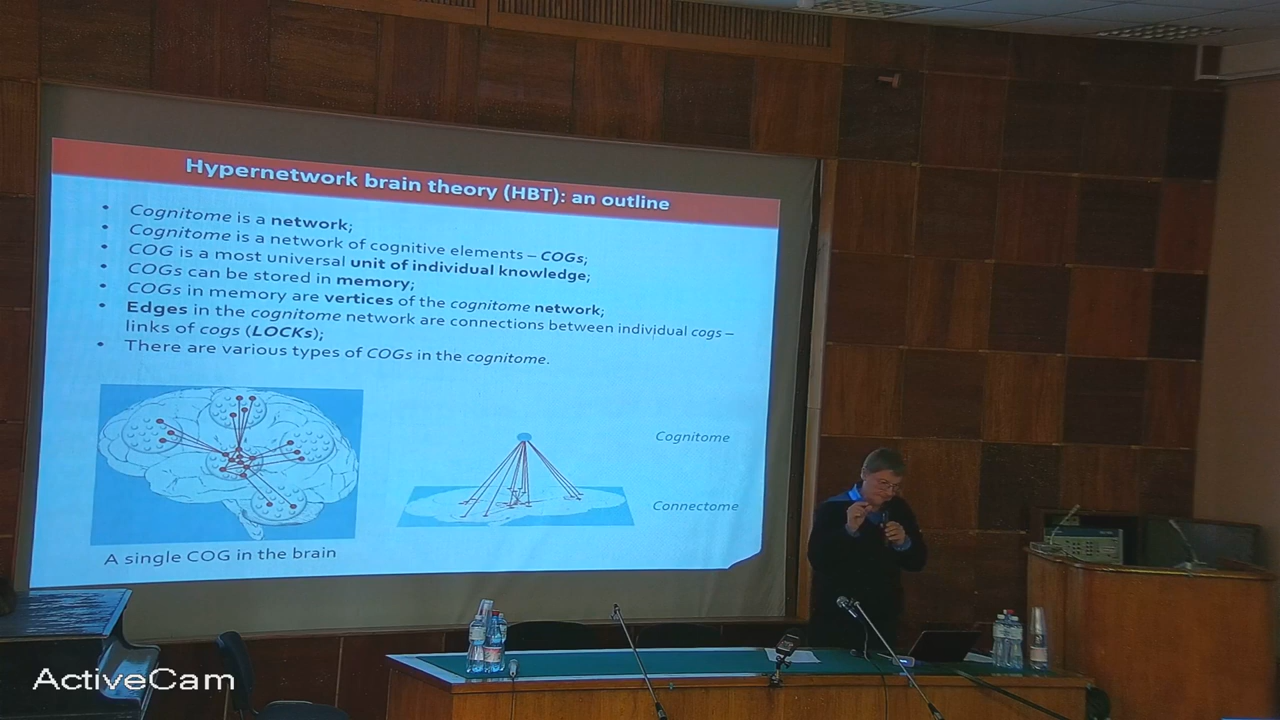 Hypernetwork brain theory (HBT): an outline
• Cognitome is a network;
• Cognitome is a network of cognitive elements – COGs;
• COG is a most universal unit of individual knowledge;
• COGs can be stored in memory;
• COGs in memory are vertices of the cognitome network;
• Edges in the cognitome network are connections between individual cogs –
links of cogs (LOCKs);
• There are various types of COGs in the cognitome.
Cognitome
Connectome
A single COG in the brain
ActiveCam